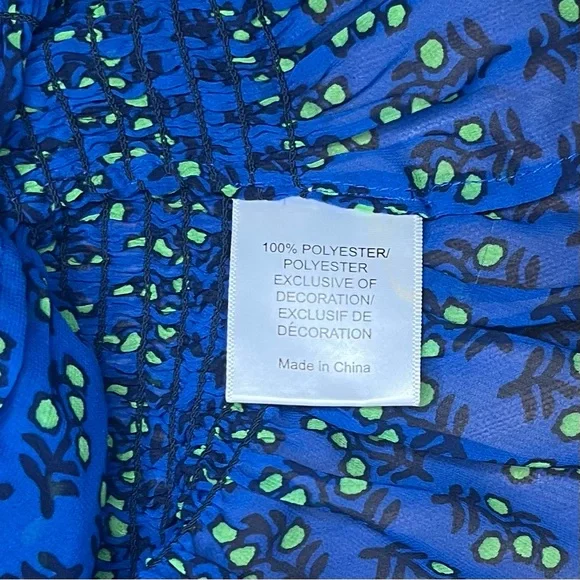 100% POLYESTER/
POLYESTER
EXCLUSIVE OF
DECORATION/
EXCLUSIF DE
DÉCORATION
Made in China